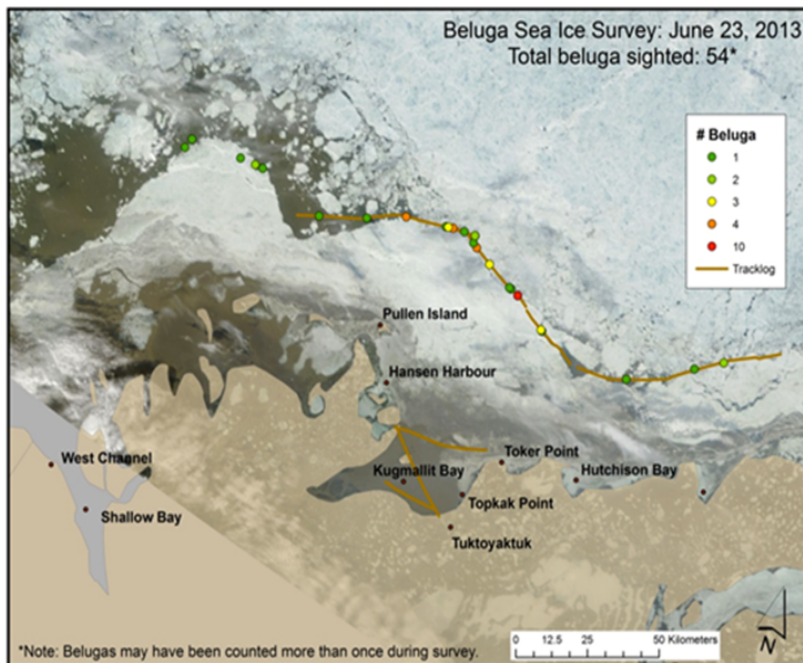 Beluga Sea Ice Survey: June 23, 2013
Total beluga sighted: 54*
# Beluga
1
2
3
4
10
Tracklog
Pullen Island
Hansen Harbour
West Channel
Shallow Bay
Kugmallit Bay
Toker Point
Hutchison Bay
Topkak Point
Tuktoyaktuk
*Note: Belugas may have been counted more than once during survey.
0 12.5 25 50 Kilometers
N